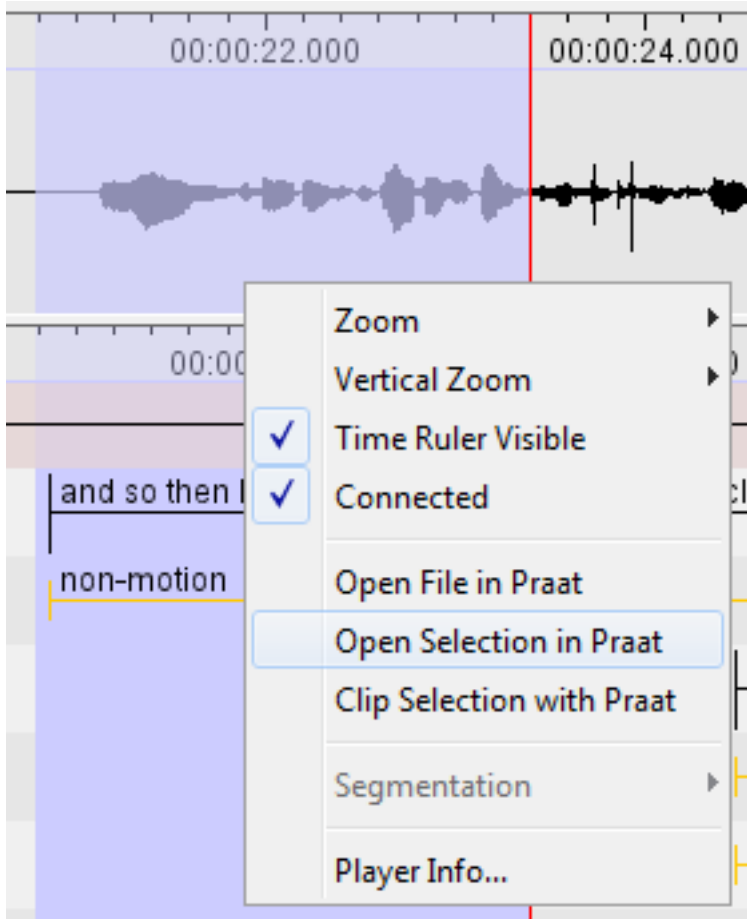 00:00:22.000 00:00:24.000
Zoom
00:00
Vertical Zoom
Time Ruler Visible
and so then
Connected
non-motion
Open File in Praat
Open Selection in Praat
Clip Selection with Praat
Segmentation
Player Info...